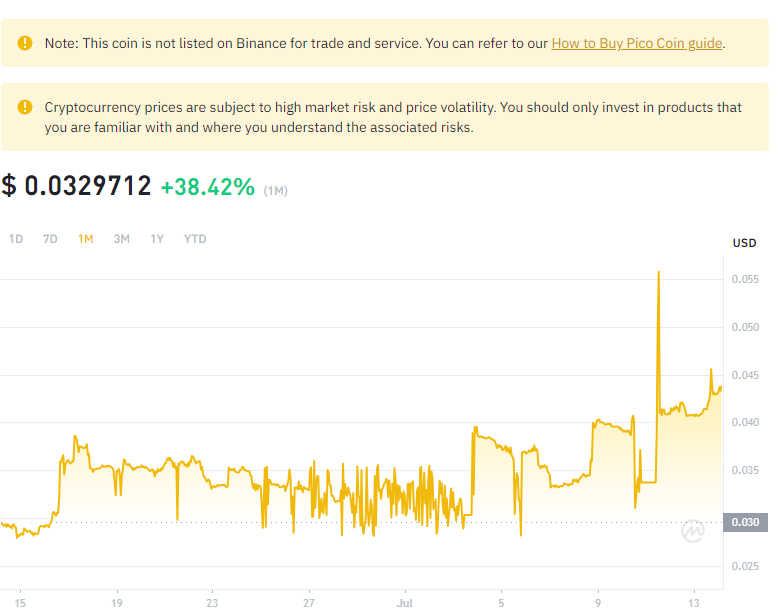 Note: This coin is not listed on Binance for trade and service. You can refer to our How to Buy Pico Coin guide.
Cryptocurrency prices are subject to high market risk and price volatility. You should only invest in products that
you are familiar with and where you understand the associated risks.
$ 0.0329712 +38.42% (1M)
1D 7D 1M 3M 1Y YTD
USD
0.055
0.050
0.045
0.040
0.035
0.030
0.025
15 19 23 27 Jul 5 9 13